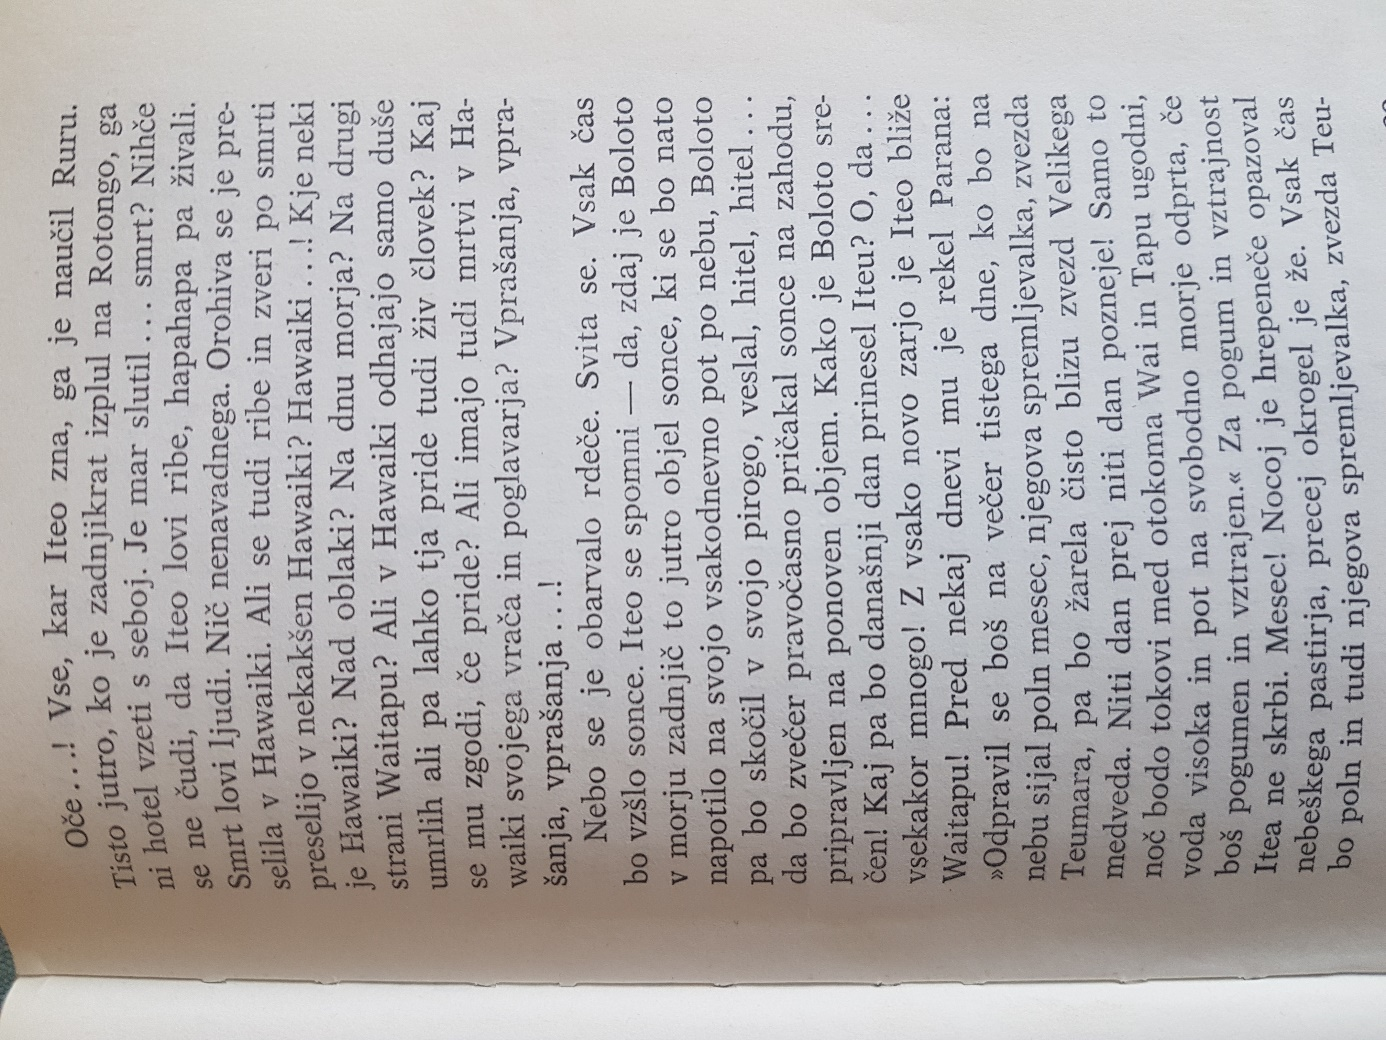 Oče...! Vse, kar Iteo zna, ga je naučil Ruru.
Tisto jutro, ko je zadnjikrat izplul na Rotongo, ga
ni hotel vzeti s seboj. Je mar slutil... smrt? Nihče
se ne čudi, da Iteo lovi ribe, hapahapa pa živali.
Smrt lovi ljudi. Nič nenavadnega. Orohiva se je pre-
selila v Hawaiki. Ali se tudi ribe in zveri po smrti
preselijo v nekakšen Hawaiki? Hawaiki...! Kje neki
je Hawaiki? Nad oblaki? Na dnu morja? Na drugi
strani Waitapu? Ali v Hawaiki odhajajo samo duše
umrlih ali pa lahko tja pride tudi živ človek? Kaj
se mu zgodi, če pride? Ali imajo tudi mrtvi v Ha-
waiki svojega vrača in poglavarja? Vprašanja, vpra-
šanja, vprašanja...!
Nebo se je obarvalo rdeče. Svita se. Vsak čas
bo vzšlo sonce. Iteo se spomni — da, zdaj je Boloto
v morju zadnjič to jutro objel sonce, ki se bo nato
napotilo na svojo vsakodnevno pot po nebu, Boloto
pa bo skočil v svojo pirogo, veslal, hitel, hitel...
da bo zvečer pravočasno pričakal sonce na zahodu,
pripravljen na ponoven objem. Kako je Boloto sre-
čen! Kaj pa bo današnji dan prinesel Iteu? O, da...
vsekakor mnogo! Z vsako novo zarjo je Iteo bliže
Waitapu! Pred nekaj dnevi mu je rekel Parana:
»Odpravil se boš na večer tistega dne, ko bo na
nebu sijal poln mesec, njegova spremljevalka, zvezda
Teumara, pa bo žarela čisto blizu zvezd Velikega
medveda. Niti dan prej niti dan pozneje! Samo to
noč bodo tokovi med otokoma Wai in Tapu ugodni,
voda visoka in pot na svobodno morje odprta, če
boš pogumen in vztrajen.« Za pogum in vztrajnost
Itea ne skrbi. Mesec! Nocoj je hrepeneče opazoval
nebeškega pastirja, precej okrogel je že. Vsak čas
bo poln in tudi njegova spremljevalka, zvezda Teu-